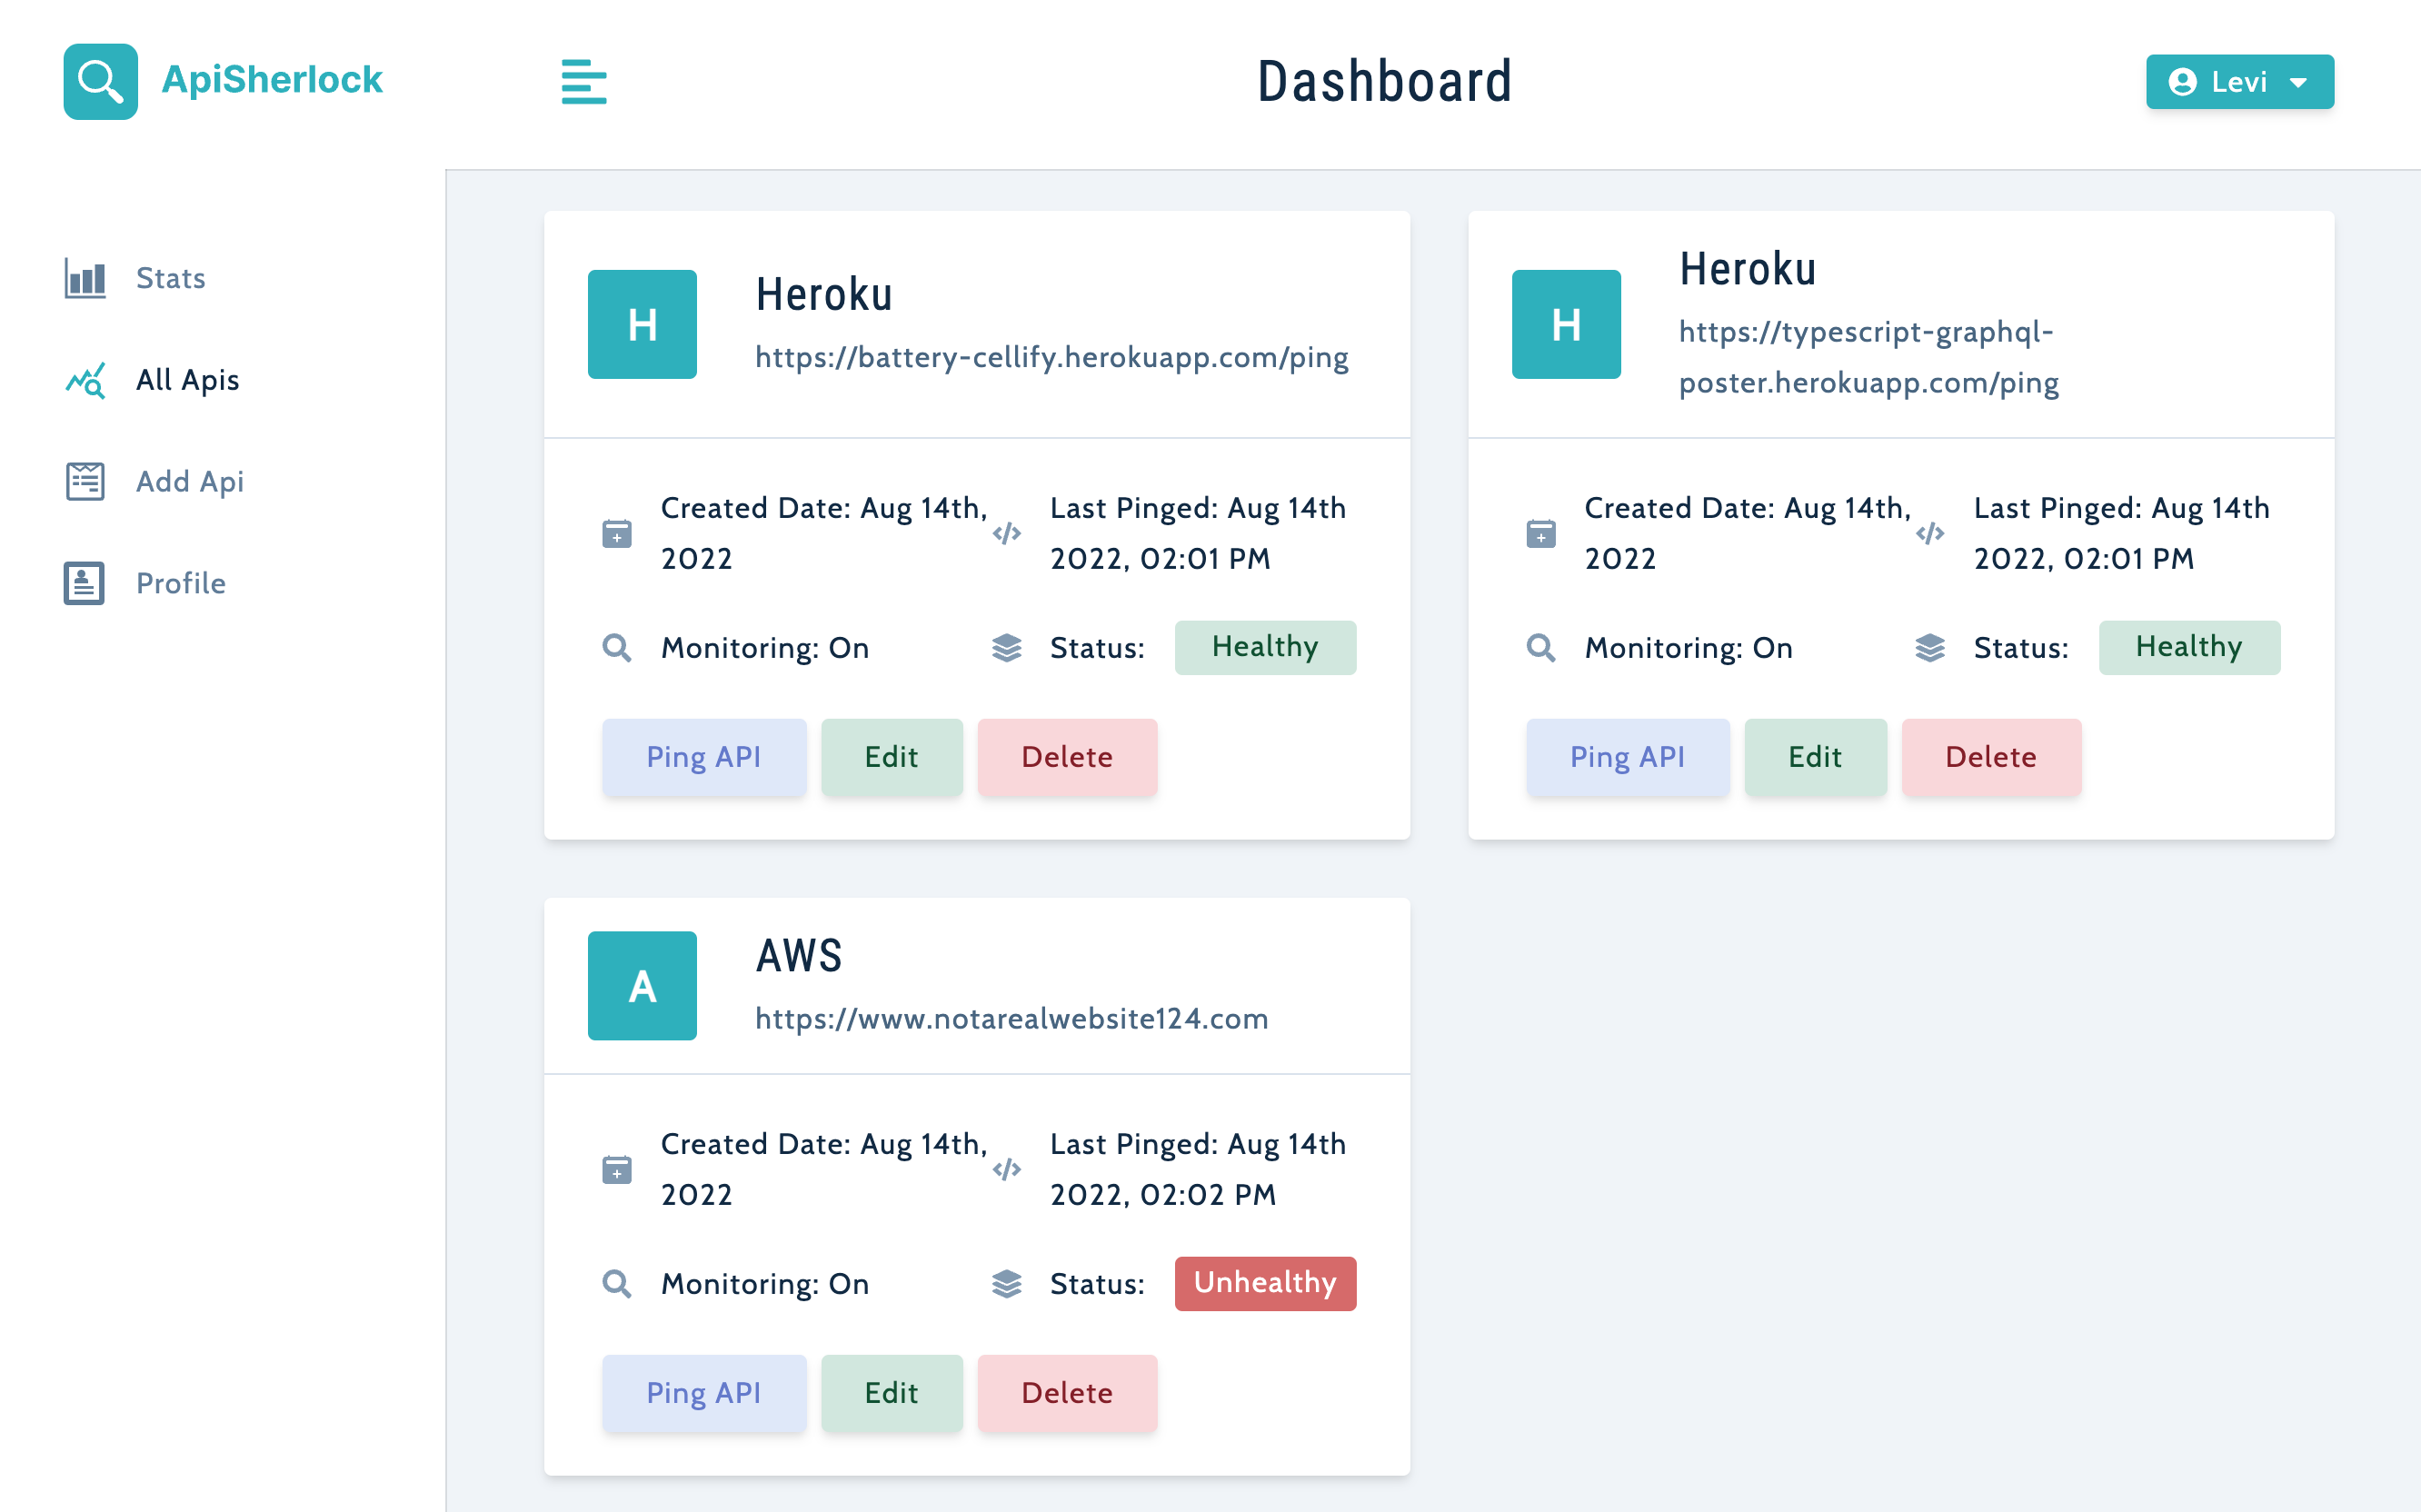 ApiSherlock
Dashboard
Levi
Stats
All Apis
Add Api
Profile
H
Heroku
https://battery-cellify.herokuapp.com/ping
Created Date: Aug 14th,
2022
Last Pinged: Aug 14th
2022, 02:01 PM
Monitoring: On
Status:
Healthy
Ping API
Edit
Delete
H
Heroku
https://typescript-graphql-
poster.herokuapp.com/ping
Created Date: Aug 14th,
2022
Last Pinged: Aug 14th
2022, 02:01 PM
Monitoring: On
Status:
Healthy
Ping API
Edit
Delete
A
AWS
https://www.notarealwebsite124.com
Created Date: Aug 14th,
2022
Last Pinged: Aug 14th
2022, 02:02 PM
Monitoring: On
Status:
Unhealthy
Ping API
Edit
Delete